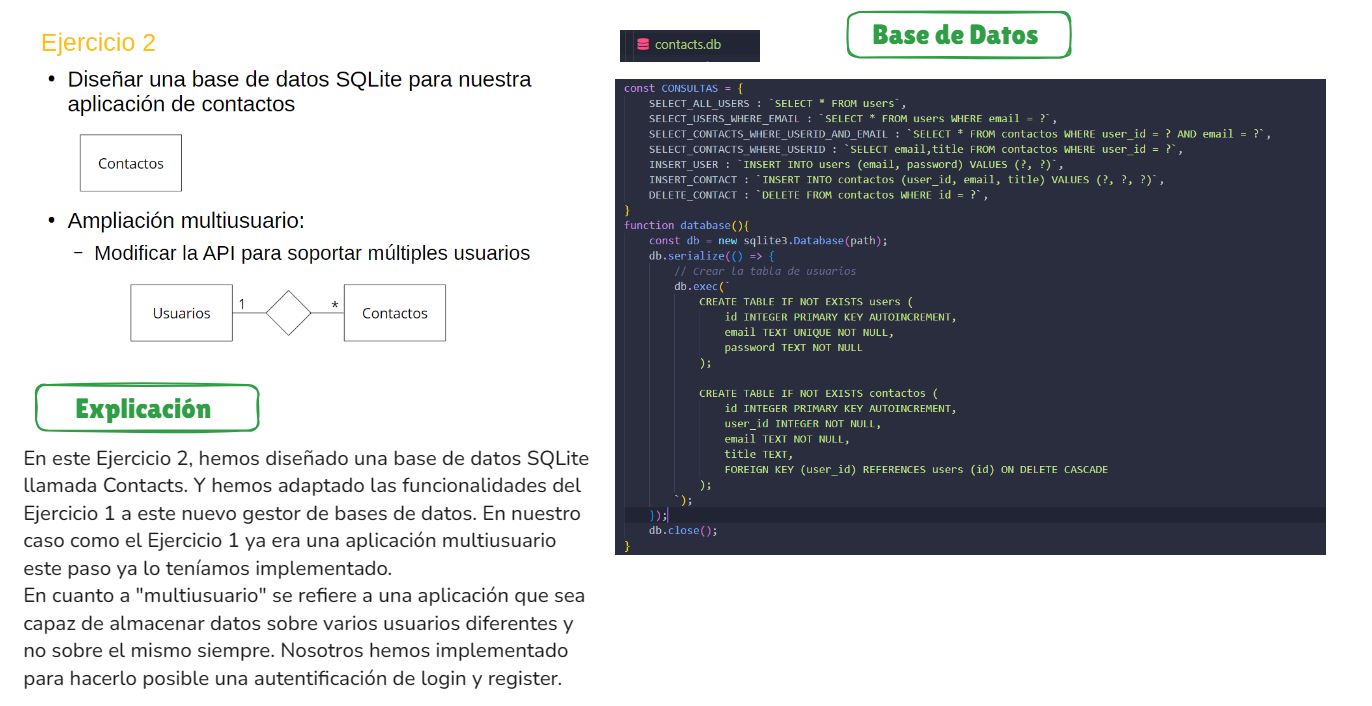 Ejercicio 2
• Diseñar una base de datos SQLite para nuestra
aplicación de contactos
Contactos
• Ampliación multiusuario:
– Modificar la API para soportar múltiples usuarios
Usuarios 1 * Contactos
Explicación
En este Ejercicio 2, hemos diseñado una base de datos SQLite
llamada Contacts. Y hemos adaptado las funcionalidades del
Ejercicio 1 a este nuevo gestor de bases de datos. En nuestro
caso como el Ejercicio 1 ya era una aplicación multiusuario
este paso ya lo teníamos implementado.
En cuanto a "multiusuario" se refiere a una aplicación que sea
capaz de almacenar datos sobre varios usuarios diferentes y
no sobre el mismo siempre. Nosotros hemos implementado
para hacerlo posible una autentificación de login y register.
Base de Datos
contacts.db
const CONSULTAS = {
    SELECT_ALL_USERS : `SELECT * FROM users`,
    SELECT_USERS_WHERE_EMAIL : `SELECT * FROM users WHERE email = ?`,
    SELECT_CONTACTS_WHERE_USERID_AND_EMAIL : `SELECT * FROM contactos WHERE user_id = ? AND email = ?`,
    SELECT_CONTACTS_WHERE_USERID : `SELECT email,title FROM contactos WHERE user_id = ?`,
    INSERT_USER : `INSERT INTO users (email, password) VALUES (?, ?)`,
    INSERT_CONTACT : `INSERT INTO contactos (user_id, email, title) VALUES (?, ?, ?)`,
    DELETE_CONTACT : `DELETE FROM contactos WHERE id = ?`,
}
function database(){
    const db = new sqlite3.Database(path);
    db.serialize(() => {
        // Crear la tabla de usuarios
        db.exec(`
            CREATE TABLE IF NOT EXISTS users (
                id INTEGER PRIMARY KEY AUTOINCREMENT,
                email TEXT UNIQUE NOT NULL,
                password TEXT NOT NULL
            );
            CREATE TABLE IF NOT EXISTS contactos (
                id INTEGER PRIMARY KEY AUTOINCREMENT,
                user_id INTEGER NOT NULL,
                email TEXT NOT NULL,
                title TEXT,
                FOREIGN KEY (user_id) REFERENCES users (id) ON DELETE CASCADE
            );
        `);
    });
    db.close();
}